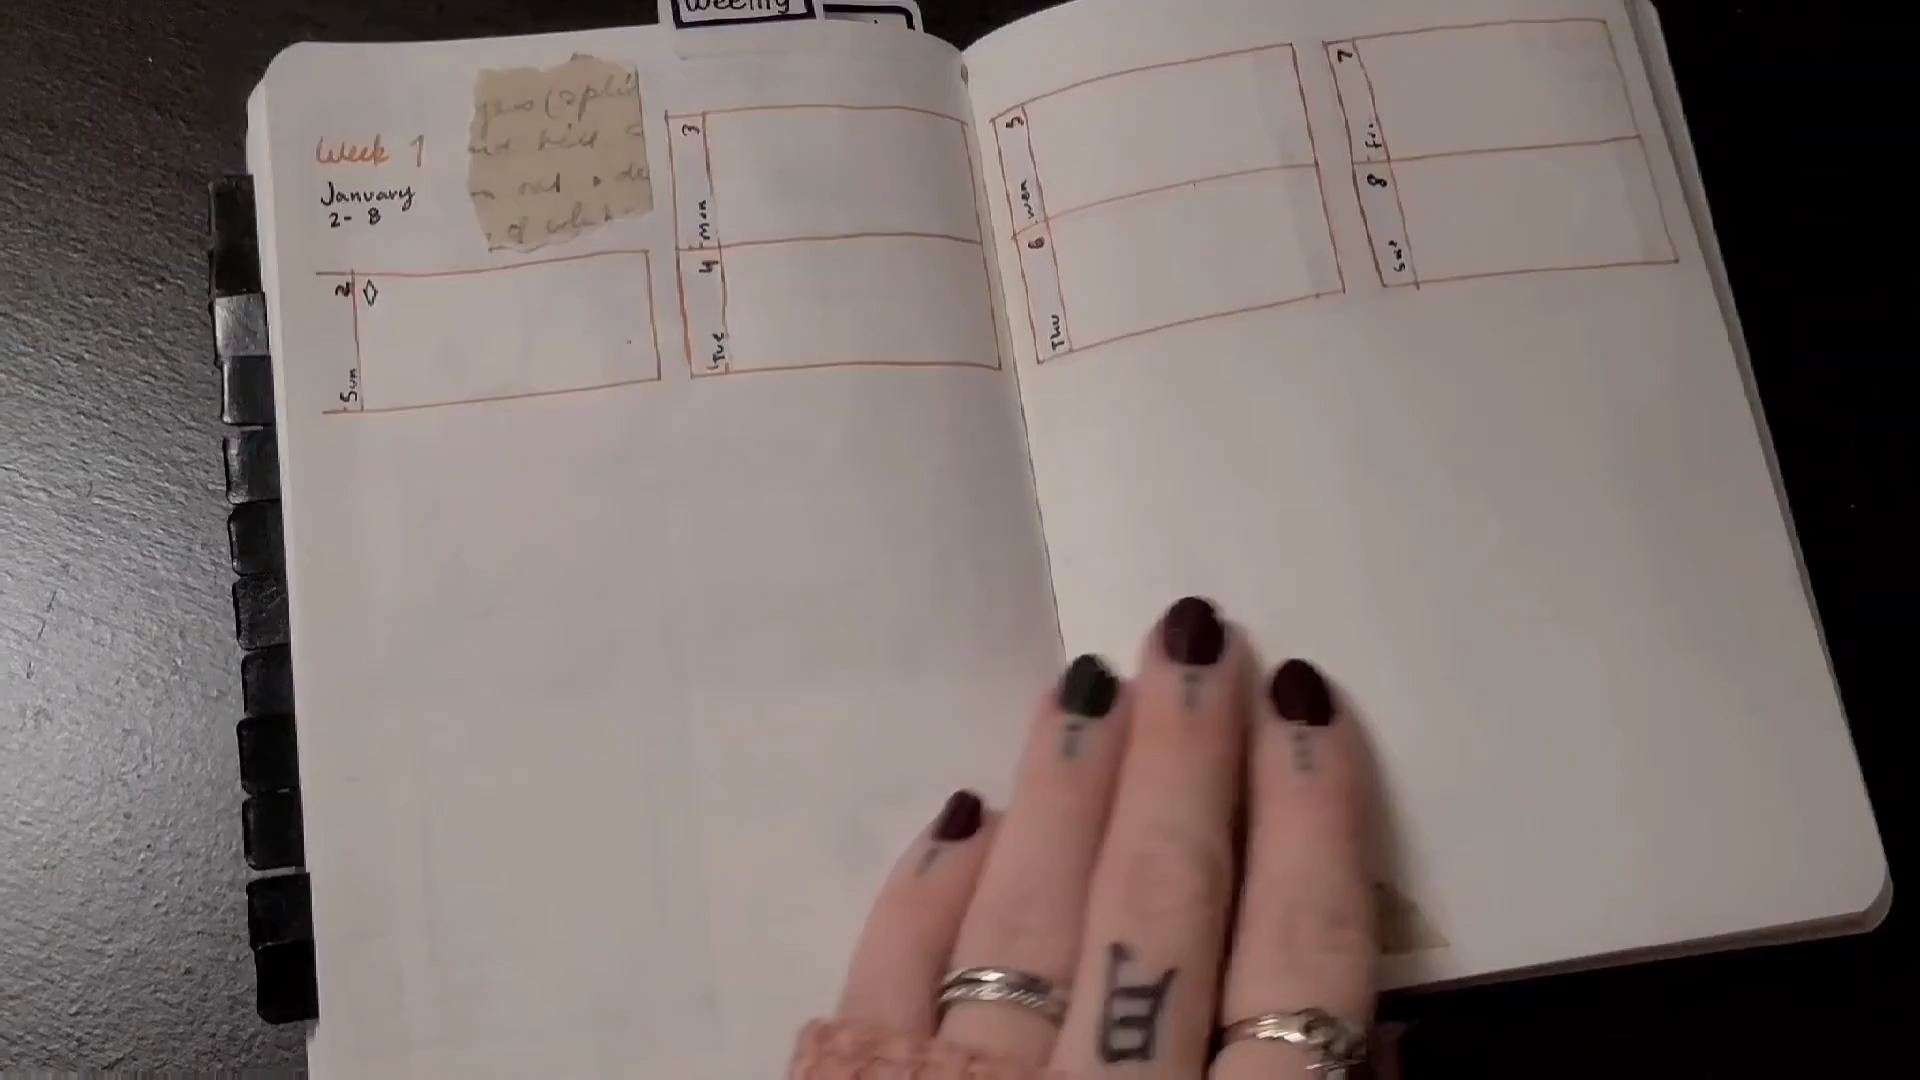 Weekly
Week 1
January
2- 8
2
Sun
3
Mon
4
Tue
5
Wen
6
Thu
7
Fri.
8
Sat